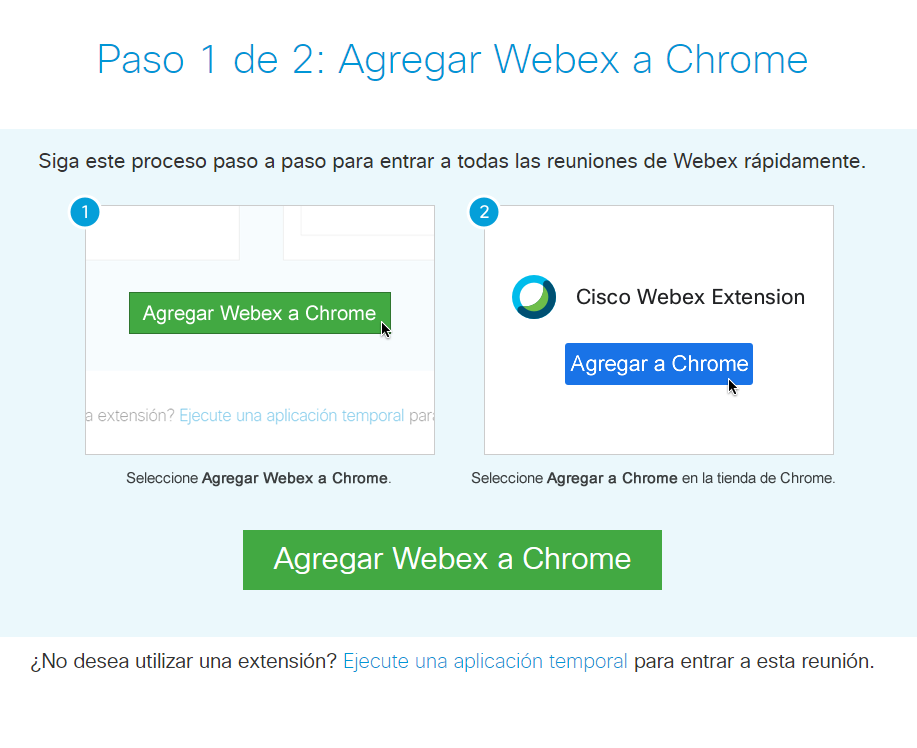 Paso 1 de 2: Agregar Webex a Chrome
Siga este proceso paso a paso para entrar a todas las reuniones de Webex rápidamente.
1
Agregar Webex a Chrome
a extensión? Ejecute una aplicación temporal para
Seleccione Agregar Webex a Chrome.
2
Cisco Webex Extension
Agregar a Chrome
Seleccione Agregar a Chrome en la tienda de Chrome.
Agregar Webex a Chrome
¿No desea utilizar una extensión? Ejecute una aplicación temporal para entrar a esta reunión.